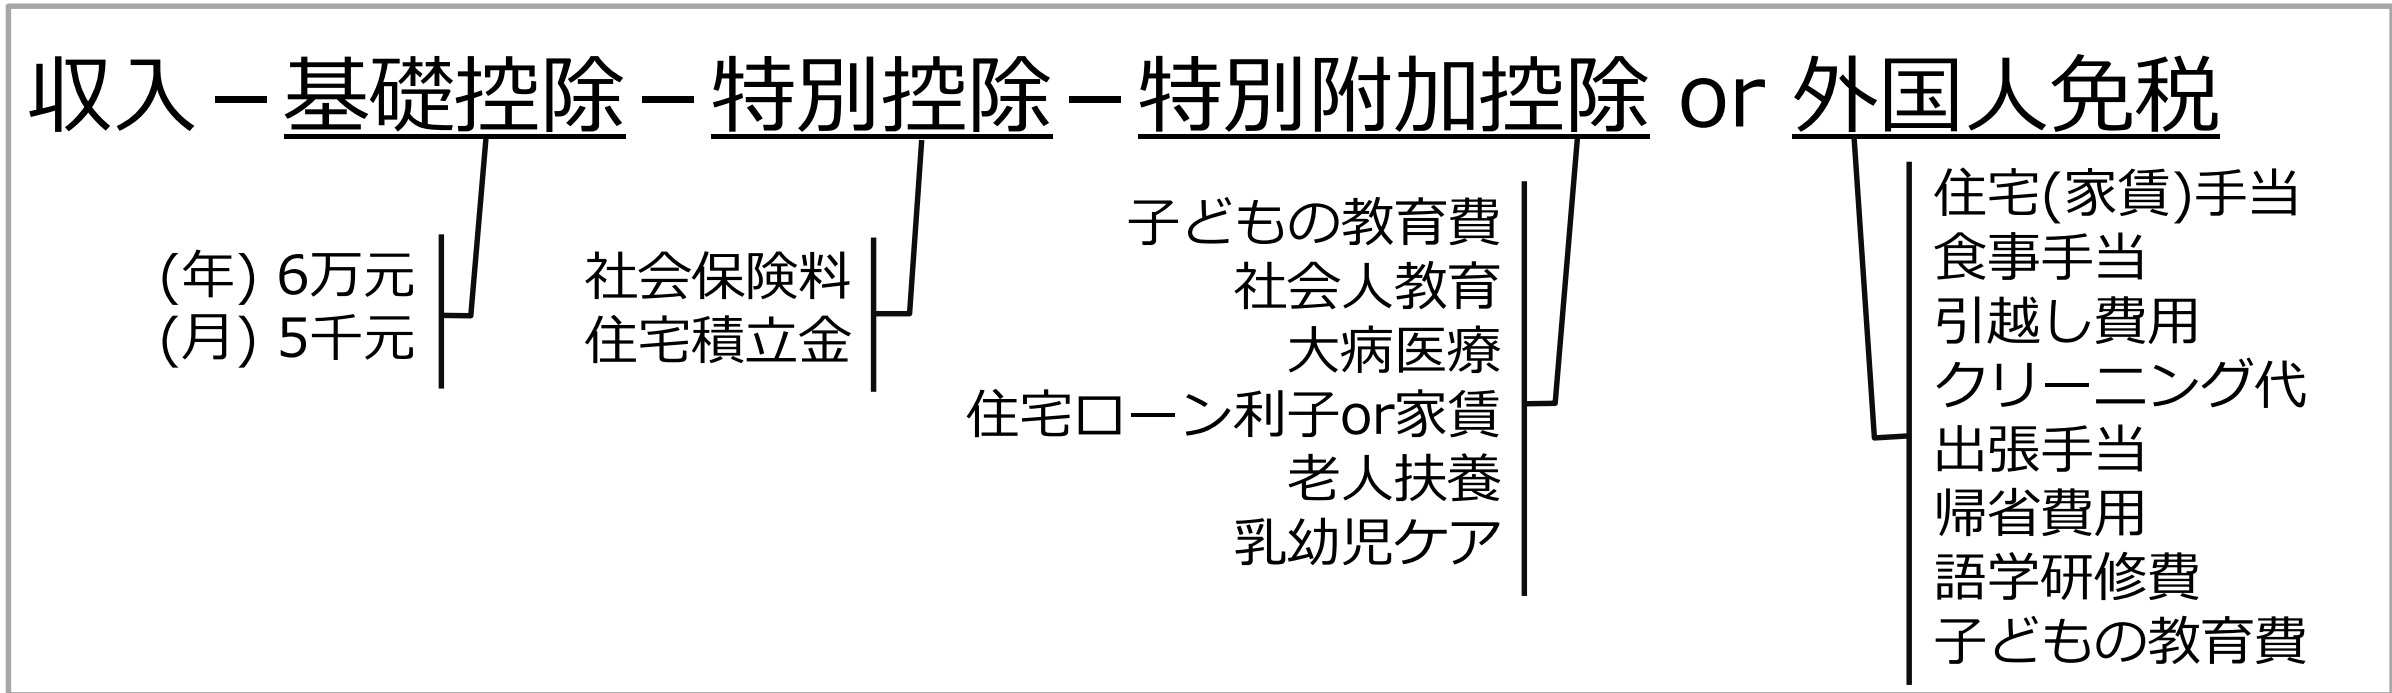 収入－基礎控除－特別控除－特別附加控除 or 外国人免税
(年) 6万元
(月) 5千元
社会保険料
住宅積立金
子どもの教育費
社会人教育
大病医療
住宅ローン利子or家賃
老人扶養
乳幼児ケア
住宅(家賃)手当
食事手当
引越し費用
クリーニング代
出張手当
帰省費用
語学研修費
子どもの教育費